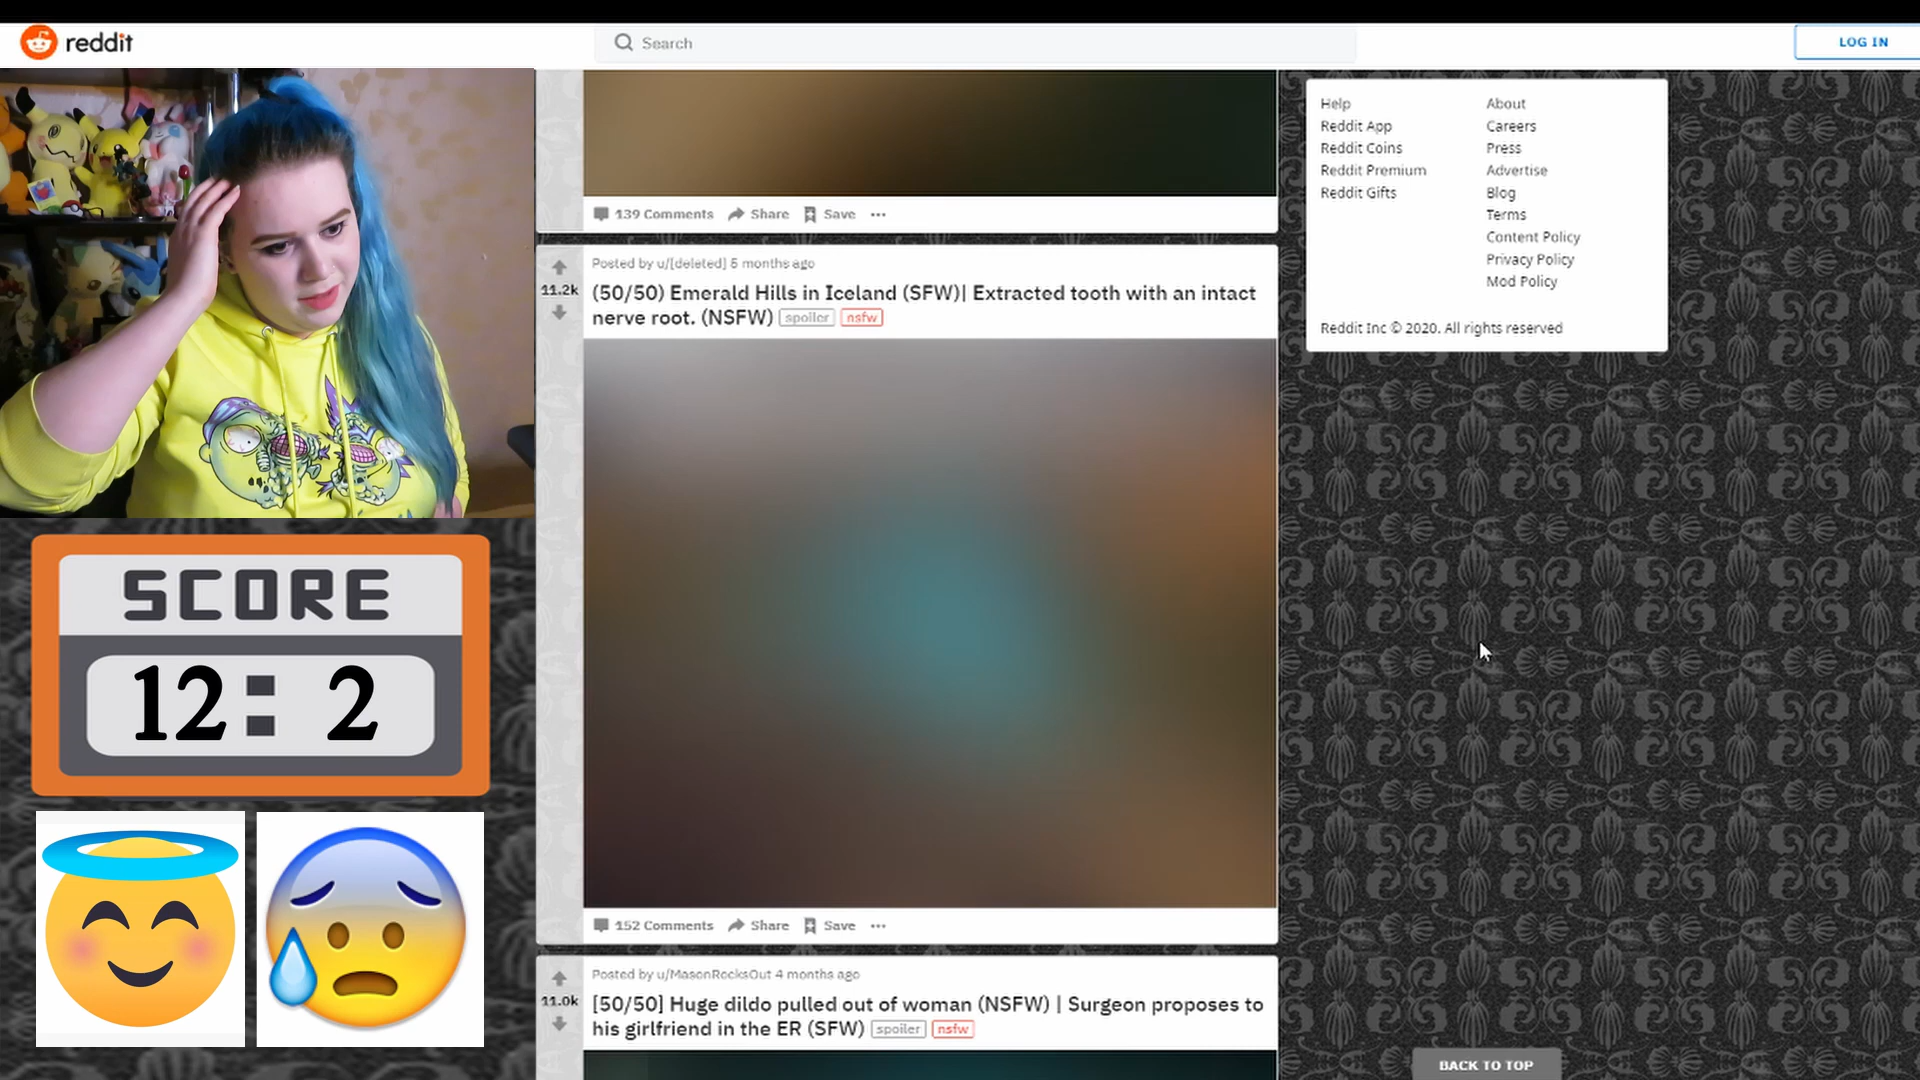 reddit
Search
LOG IN
139 Comments Share Save
Posted by u/[deleted] 5 months ago
11.2k
(50/50) Emerald Hills in Iceland (SFW)| Extracted tooth with an intact
nerve root. (NSFW) spoiler nsfw
152 Comments Share Save
Posted by u/MasonRocksOut 4 months ago
11.0k
[50/50] Huge dildo pulled out of woman (NSFW) | Surgeon proposes to
his girlfriend in the ER (SFW) spoiler nsfw
Help
Reddit App
Reddit Coins
Reddit Premium
Reddit Gifts
About
Careers
Press
Advertise
Blog
Terms
Content Policy
Privacy Policy
Mod Policy
Reddit Inc © 2020. All rights reserved
BACK TO TOP
SCORE
12: 2